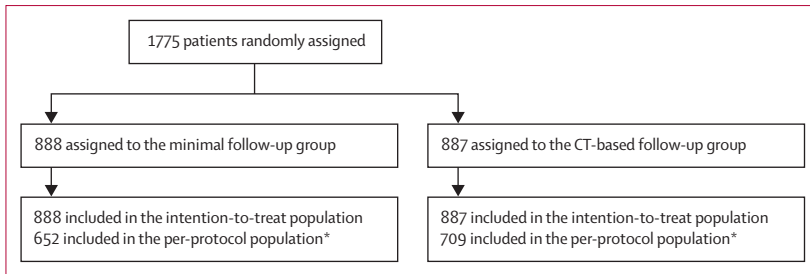 1775 patients randomly assigned
888 assigned to the minimal follow-up group
887 assigned to the CT-based follow-up group
888 included in the intention-to-treat population
652 included in the per-protocol population*
887 included in the intention-to-treat population
709 included in the per-protocol population*